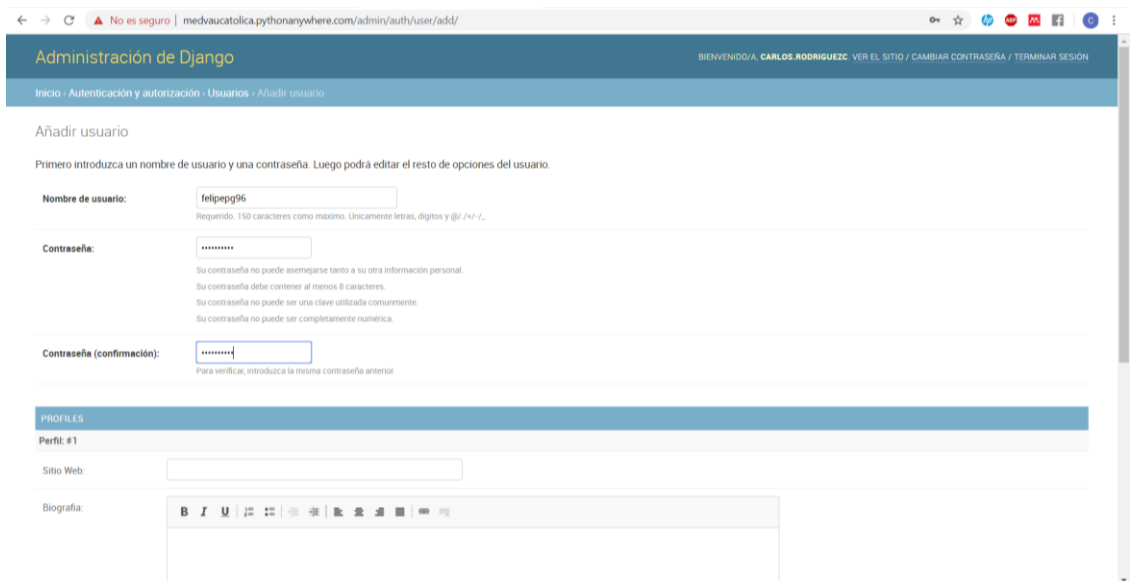 No es seguro | medvaucatolica.pythonanywhere.com/admin/auth/user/add/
ABP
C
Administración de Django
BIENVENIDO/A, CARLOS.RODRIGUEZC. VER EL SITIO / CAMBIAR CONTRASEÑA / TERMINAR SESIÓN
Inicio › Autenticación y autorización › Usuarios › Añadir usuario
Añadir usuario
Primero introduzca un nombre de usuario y una contraseña. Luego podrá editar el resto de opciones del usuario.
Nombre de usuario: felipepg96
Requerido. 150 carácteres como máximo. Únicamente letras, dígitos y @/./+/-/_
Contraseña: ••••••••••
Su contraseña no puede asemejarse tanto a su otra información personal.
Su contraseña debe contener al menos 8 caracteres.
Su contraseña no puede ser una clave utilizada comunmente.
Su contraseña no puede ser completamente numérica.
Contraseña (confirmación): ••••••••••
Para verificar, introduzca la misma contraseña anterior.
PROFILES
Perfil: #1
Sitio Web:
Biografia:
B I U